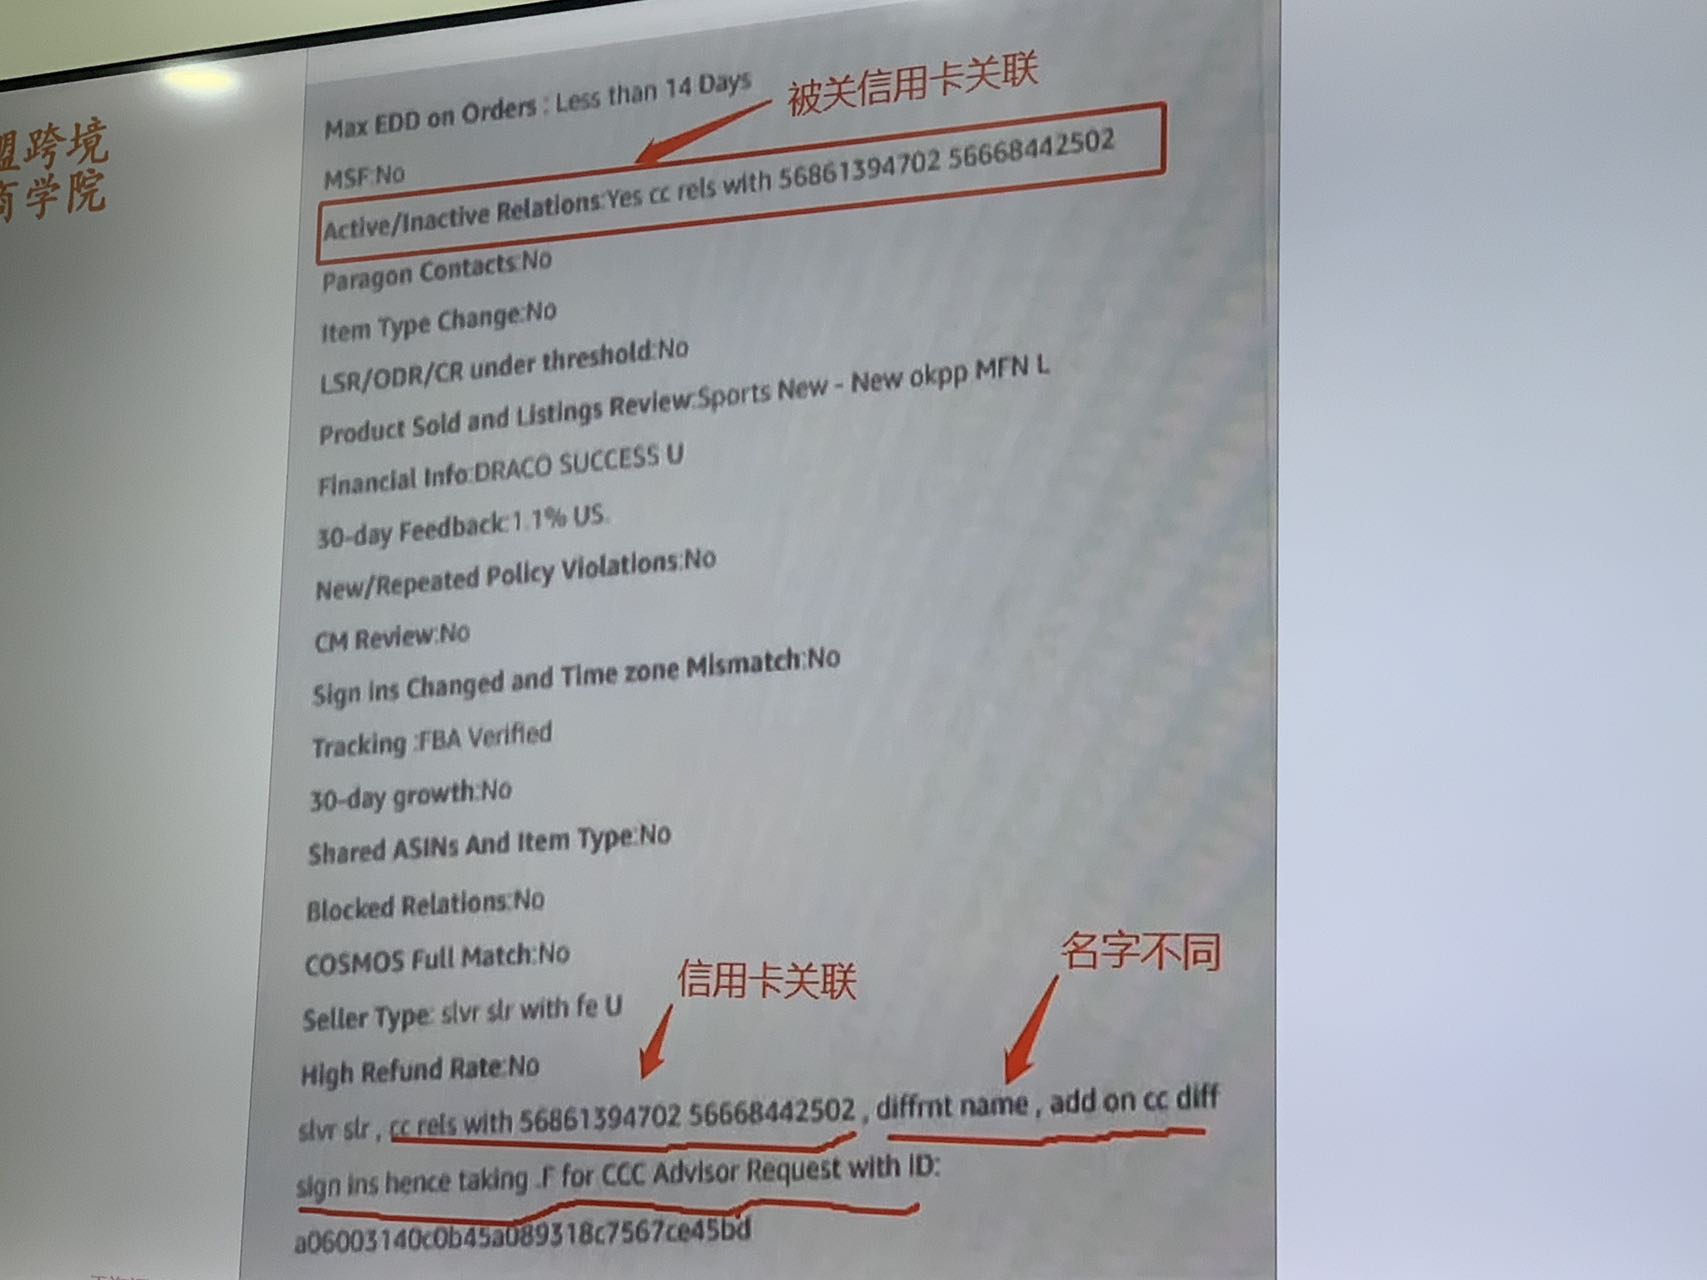 盟跨境
商学院
Max EDD on Orders : Less than 14 Days
被关信用卡关联
MSF:No
Active/Inactive Relations:Yes cc rels with 56861394702 56668442502
Paragon Contacts:No
Item Type Change:No
LSR/ODR/CR under threshold:No
Product Sold and Listings Review:Sports New - New okpp MFN L
Financial Info:DRACO SUCCESS U
30-day Feedback:1.1% US.
New/Repeated Policy Violations:No
CM Review:No
Sign ins Changed and Time zone Mismatch:No
Tracking :FBA Verified
30-day growth:No
Shared ASINs And Item Type:No
Blocked Relations:No
COSMOS Full Match:No
信用卡关联
名字不同
Seller Type: slvr slr with fe U
High Refund Rate:No
slvr slr , cc rels with 56861394702 56668442502 , diffrnt name , add on cc diff
sign ins hence taking .F for CCC Advisor Request with ID:
a06003140c0b45a089318c7567ce45bd